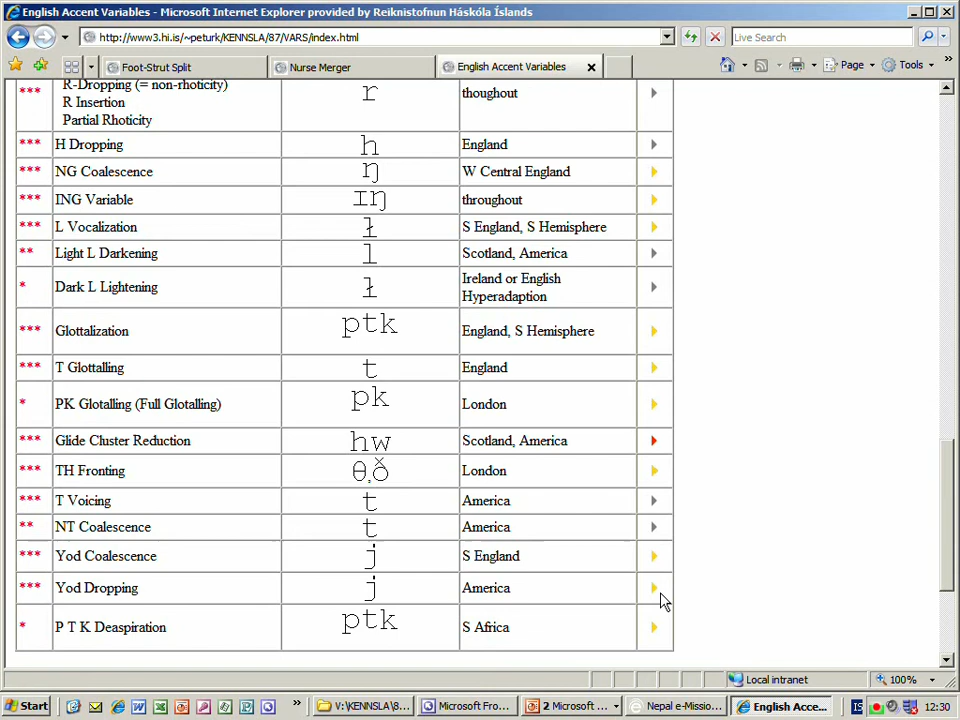 English Accent Variables - Microsoft Internet Explorer provided by Reiknistofnun Háskóla Íslands
http://www3.hi.is/~peturk/KENNSLA/87/VARS/index.html
Live Search
Foot-Strut Split
Nurse Merger
English Accent Variables
Page
Tools
*** R-Dropping (= non-rhoticity) r thoughout
R Insertion
Partial Rhoticity
*** H Dropping h England
*** NG Coalescence ŋ W Central England
*** ING Variable ɪŋ throughout
*** L Vocalization ɫ S England, S Hemisphere
** Light L Darkening l Scotland, America
* Dark L Lightening ɫ Ireland or English
Hyperadaption
*** Glottalization ptk England, S Hemisphere
*** T Glottalling t England
* PK Glotalling (Full Glotalling) pk London
*** Glide Cluster Reduction hw Scotland, America
*** TH Fronting θ,ð London
*** T Voicing t America
** NT Coalescence t America
*** Yod Coalescence j S England
*** Yod Dropping j America
* P T K Deaspiration ptk S Africa
Local intranet
100%
Start
V:\KENNSLA\8...
Microsoft Fro...
2 Microsoft ...
Nepal e-Missio...
English Acce...
IS
12:30